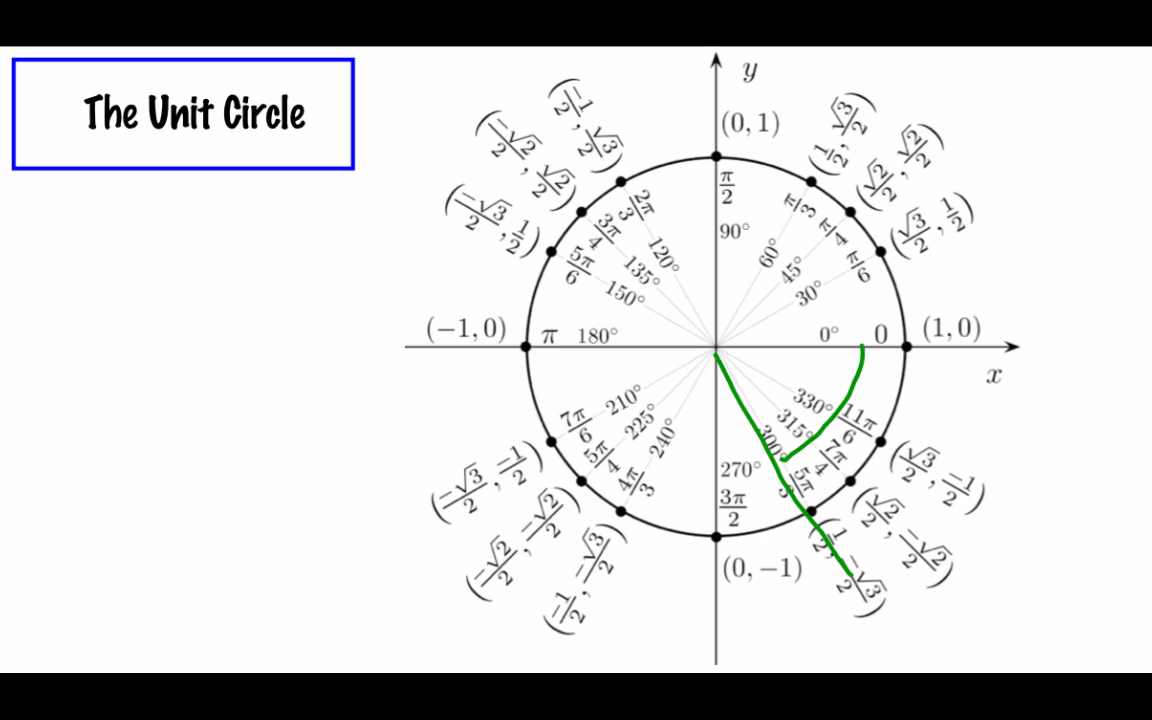 The Unit Circle
y
(0, 1)
(-1/2, √3/2)
(1/2, √3/2)
(-√2/2, √2/2)
(√2/2, √2/2)
(-√3/2, 1/2)
(√3/2, 1/2)
2π/3
π/2
π/3
3π/4
π/4
5π/6
π/6
120°
90°
60°
135°
45°
150°
30°
(−1, 0)
π
180°
0°
0
(1, 0)
x
210°
330°
7π/6
11π/6
225°
315°
5π/4
7π/4
240°
270°
300°
4π/3
3π/2
5π/3
(-√3/2, -1/2)
(√3/2, -1/2)
(-√2/2, -√2/2)
(√2/2, -√2/2)
(-1/2, -√3/2)
(0, −1)
(1/2, -√3/2)